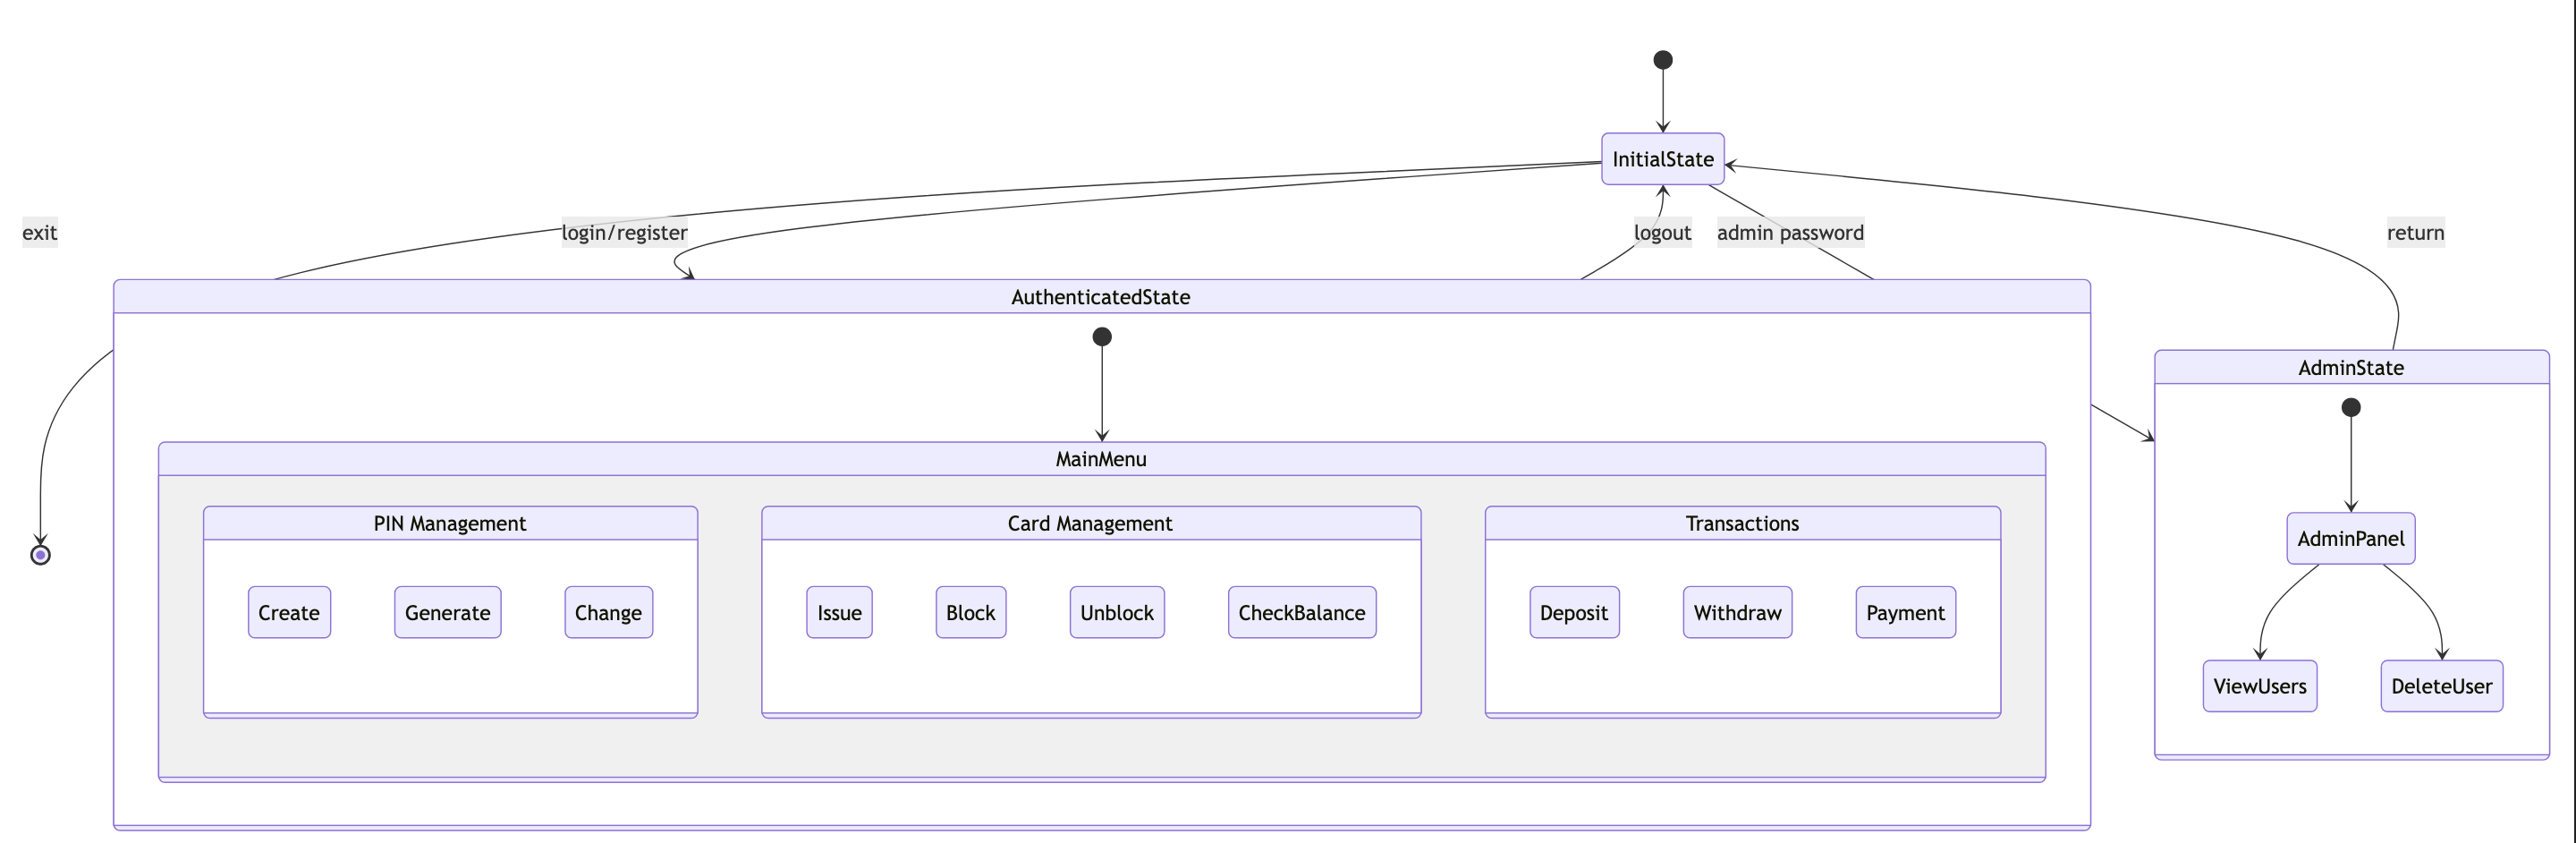 InitialState
exit
login/register
logout
admin password
return
AuthenticatedState
AdminState
MainMenu
PIN Management
Card Management
Transactions
AdminPanel
Create
Generate
Change
Issue
Block
Unblock
CheckBalance
Deposit
Withdraw
Payment
ViewUsers
DeleteUser